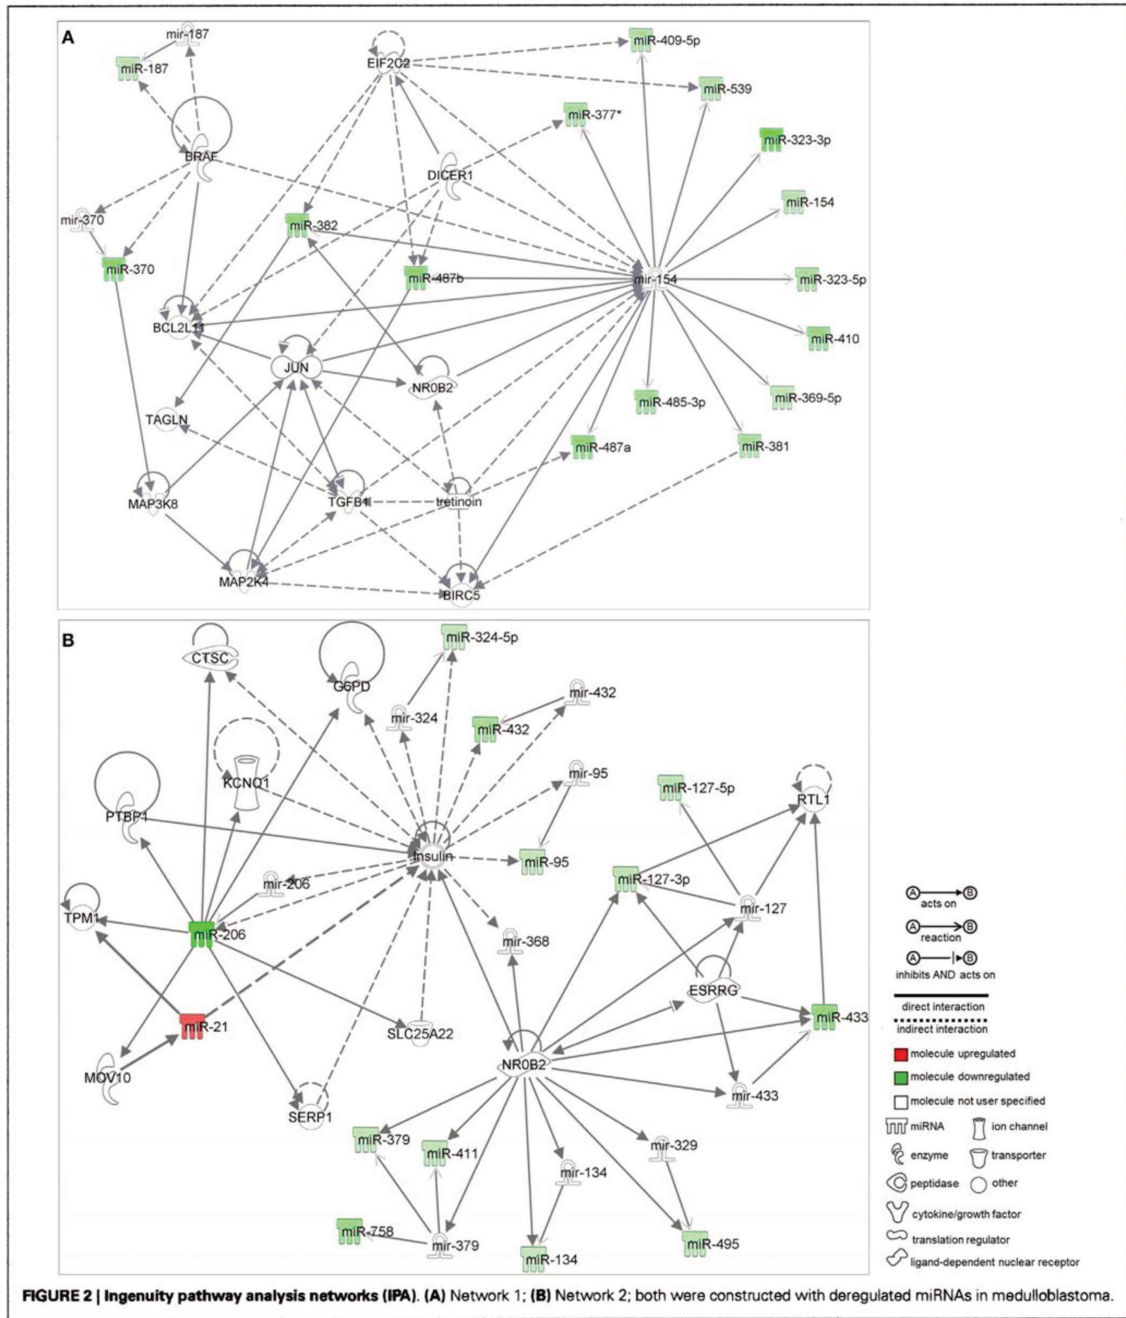 A
mir-187
miR-187
EIF2C2
miR-409-5p
miR-539
miR-377*
miR-323-3p
BRAF
DICER1
miR-154
mir-370
miR-382
miR-370
miR-487b
mir-154
miR-323-5p
BCL2L11
miR-410
JUN
NR0B2
miR-369-5p
miR-485-3p
TAGLN
miR-487a
miR-381
MAP3K8
TGFB1
tretinoin
MAP2K4
BIRC5
B
CTSC
miR-324-5p
G6PD
mir-432
mir-324
miR-432
KCNQ1
mir-95
miR-127-5p
RTL1
PTBP1
Insulin
miR-95
mir-206
miR-127-3p
TPM1
mir-127
miR-206
mir-368
ESRRG
miR-21
SLC25A22
miR-433
MOV10
NR0B2
mir-433
SERP1
miR-379
miR-411
mir-329
mir-134
miR-758
mir-379
miR-134
miR-495
A B
acts on
A B
reaction
A B
inhibits AND acts on
direct interaction
indirect interaction
molecule upregulated
molecule downregulated
molecule not user specified
miRNA ion channel
enzyme transporter
peptidase other
cytokine/growth factor
translation regulator
ligand-dependent nuclear receptor
FIGURE 2 | Ingenuity pathway analysis networks (IPA). (A) Network 1; (B) Network 2; both were constructed with deregulated miRNAs in medulloblastoma.